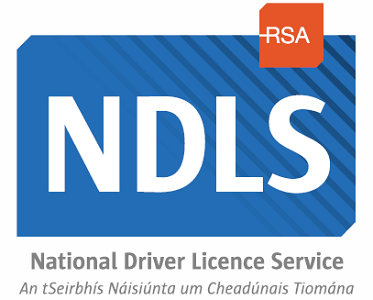 RSA
NDLS
National Driver Licence Service
An tSeirbhís Náisiúnta um Cheadúnais Tiomána